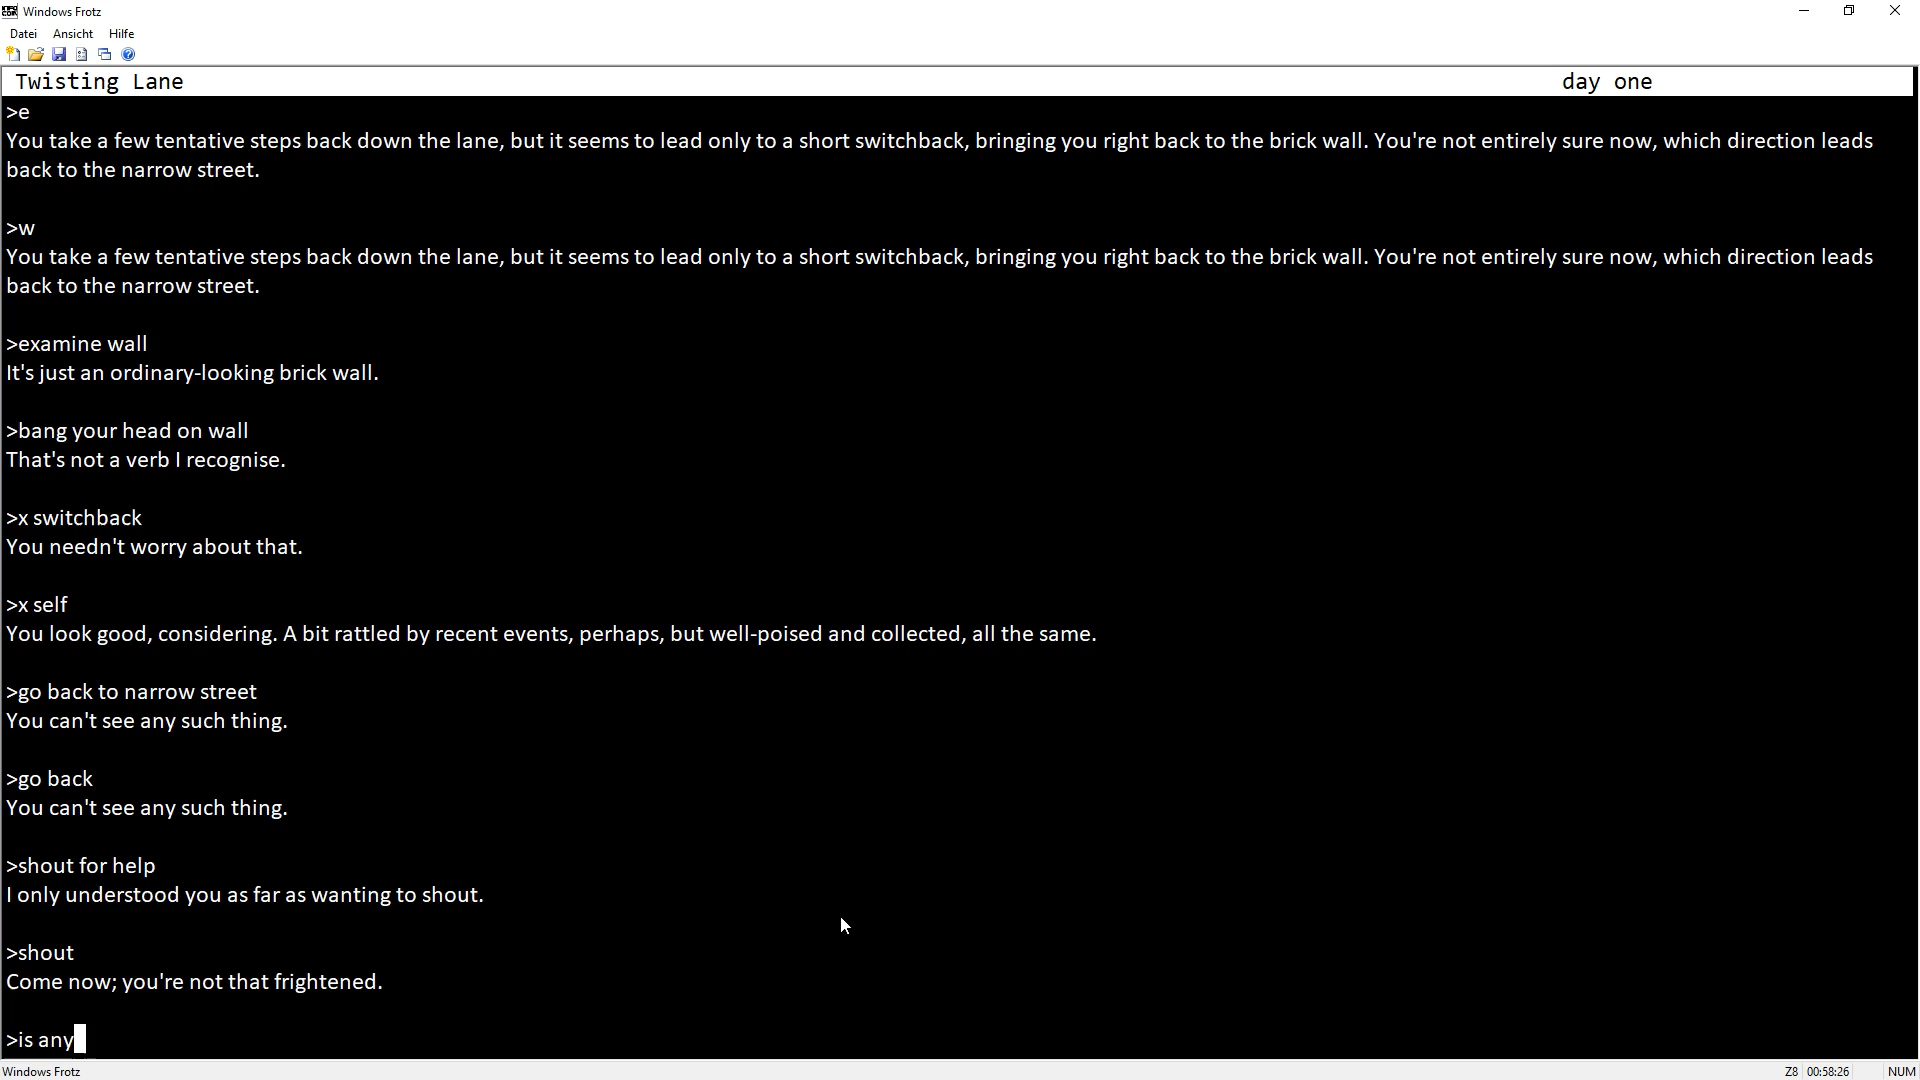 Windows Frotz
Datei Ansicht Hilfe
Twisting Lane day one
>e
You take a few tentative steps back down the lane, but it seems to lead only to a short switchback, bringing you right back to the brick wall. You're not entirely sure now, which direction leads
back to the narrow street.
>w
You take a few tentative steps back down the lane, but it seems to lead only to a short switchback, bringing you right back to the brick wall. You're not entirely sure now, which direction leads
back to the narrow street.
>examine wall
It's just an ordinary-looking brick wall.
>bang your head on wall
That's not a verb I recognise.
>x switchback
You needn't worry about that.
>x self
You look good, considering. A bit rattled by recent events, perhaps, but well-poised and collected, all the same.
>go back to narrow street
You can't see any such thing.
>go back
You can't see any such thing.
>shout for help
I only understood you as far as wanting to shout.
>shout
Come now; you're not that frightened.
>is any
Windows Frotz Z8 00:58:26 NUM